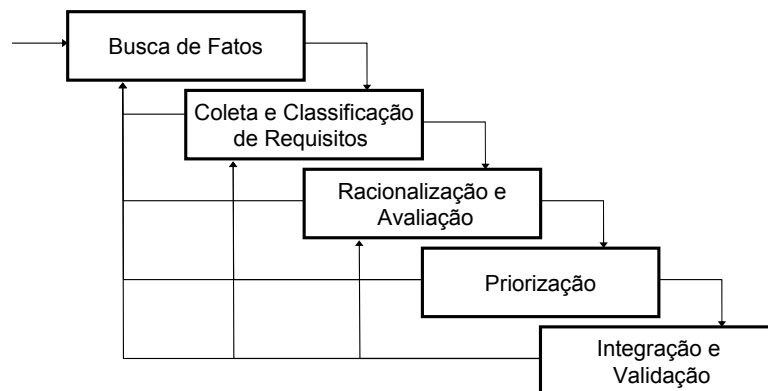 Busca de Fatos
Coleta e Classificação
de Requisitos
Racionalização e
Avaliação
Priorização
Integração e
Validação